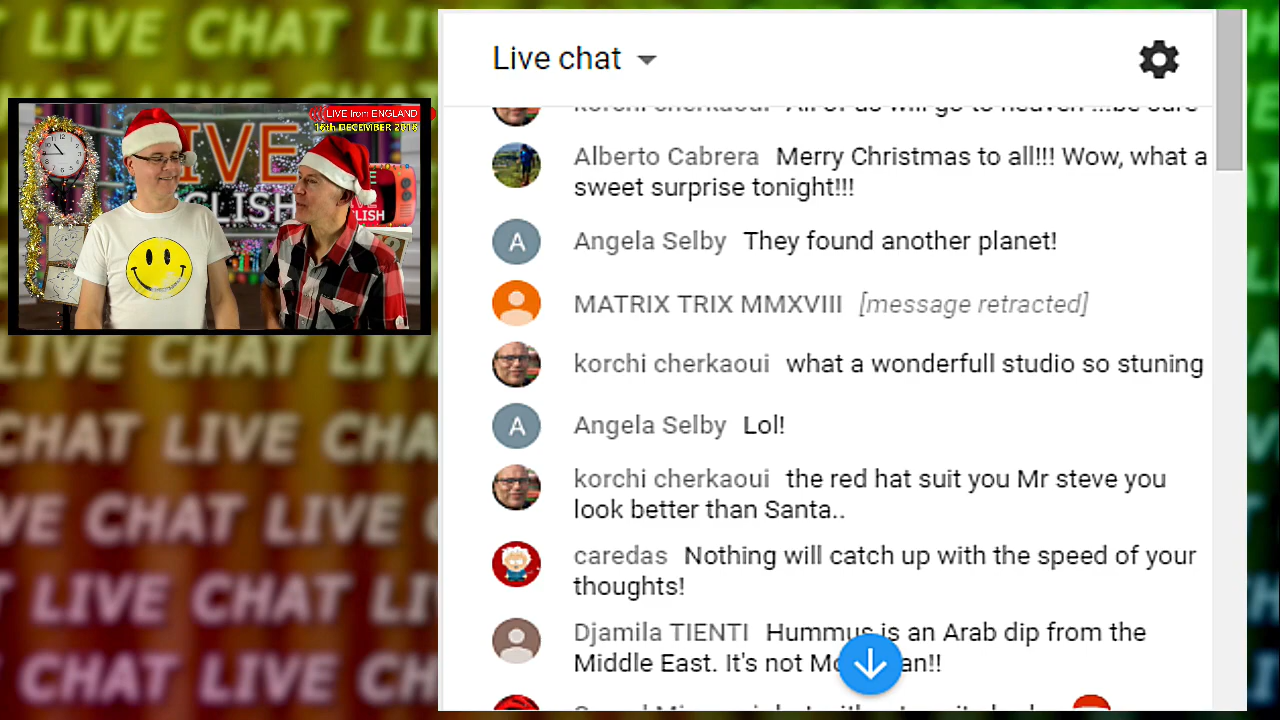 LIVE CHAT LIV
LIVE from ENGLAND
16th DECEMBER 2018
LIVE CHAT LIVE
CHAT LIVE CHA
LIVE CHAT LIVE
CHAT LIVE CHAT LI
CHAT LIVE CHAT
Live chat
korchi cherkaoui All of us will go to heaven !!!be sure
Alberto Cabrera Merry Christmas to all!!! Wow, what a
sweet surprise tonight!!!
Angela Selby They found another planet!
A
MATRIX TRIX MMXVIII [message retracted]
korchi cherkaoui what a wonderfull studio so stuning
Angela Selby Lol!
A
korchi cherkaoui the red hat suit you Mr steve you
look better than Santa..
caredas Nothing will catch up with the speed of your
thoughts!
Djamila TIENTI Hummus is an Arab dip from the
Middle East. It's not an!!